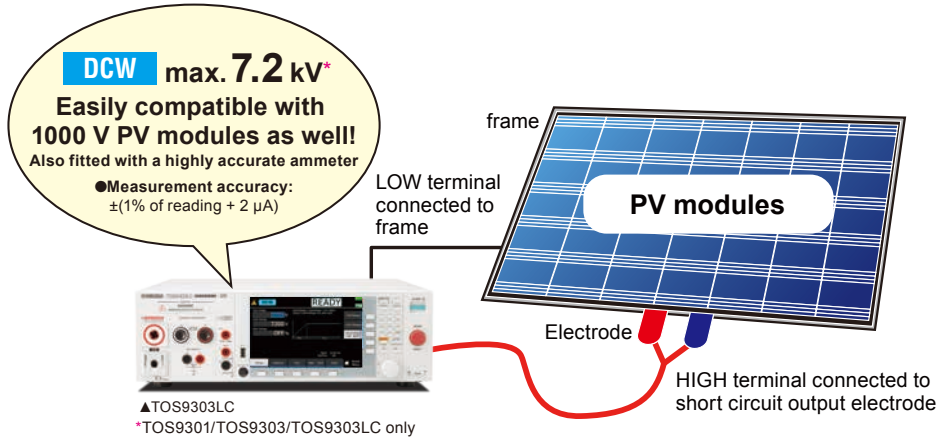 DCW max. 7.2 kV*
Easily compatible with
1000 V PV modules as well!
Also fitted with a highly accurate ammeter
●Measurement accuracy:
±(1% of reading + 2 μA)
frame
LOW terminal
connected to
frame
PV modules
READY
Electrode
HIGH terminal connected to
short circuit output electrode
▲TOS9303LC
*TOS9301/TOS9303/TOS9303LC only